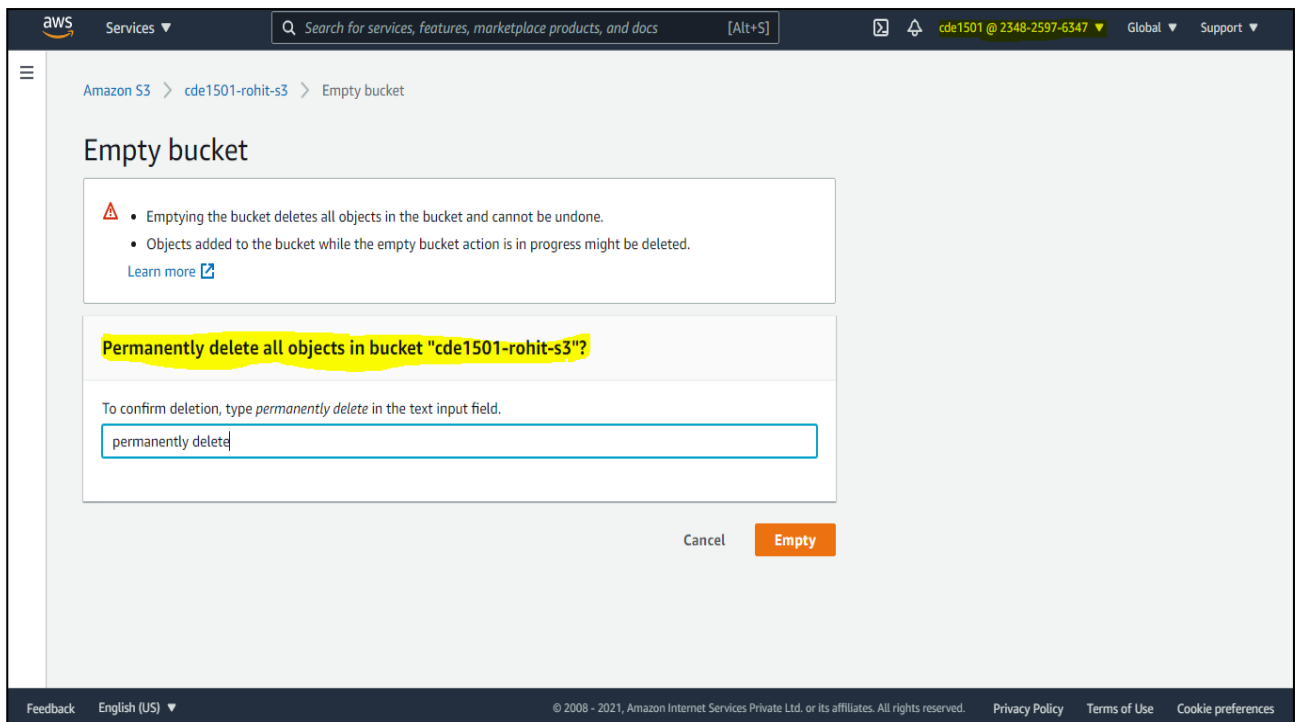 aws
Services ▼
Search for services, features, marketplace products, and docs
[Alt+S]
cde1501 @ 2348-2597-6347 ▼
Global ▼
Support ▼
Amazon S3 > cde1501-rohit-s3 > Empty bucket
Empty bucket
• Emptying the bucket deletes all objects in the bucket and cannot be undone.
• Objects added to the bucket while the empty bucket action is in progress might be deleted.
Learn more
Permanently delete all objects in bucket "cde1501-rohit-s3"?
To confirm deletion, type permanently delete in the text input field.
permanently delete
Cancel
Empty
Feedback
English (US) ▼
© 2008 - 2021, Amazon Internet Services Private Ltd. or its affiliates. All rights reserved.
Privacy Policy
Terms of Use
Cookie preferences